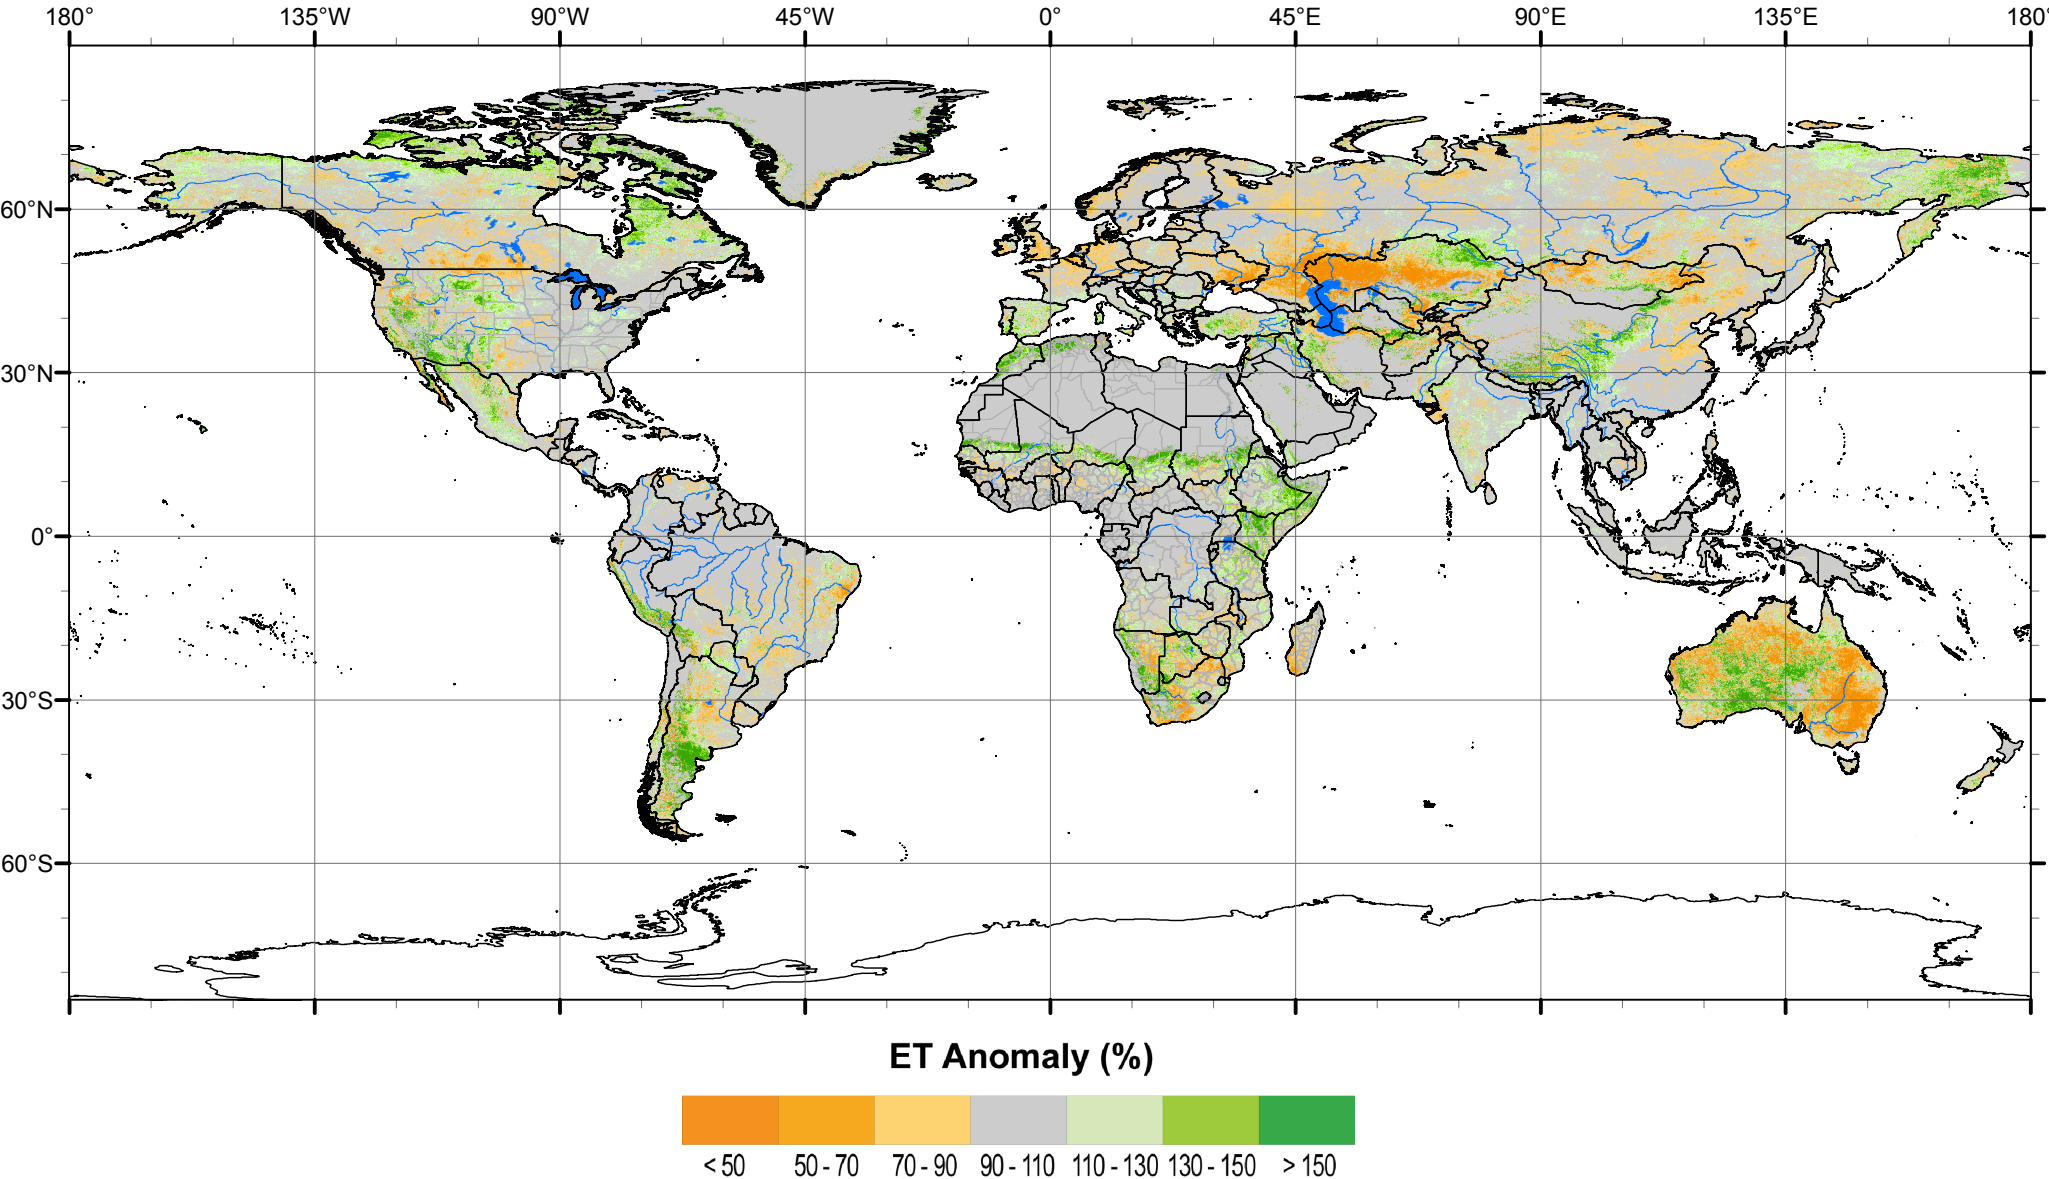 180° 135°W 90°W 45°W 0° 45°E 90°E 135°E 180°
60°N
30°N
0°
30°S
60°S
ET Anomaly (%)
< 50 50 - 70 70 - 90 90 - 110 110 - 130 130 - 150 > 150